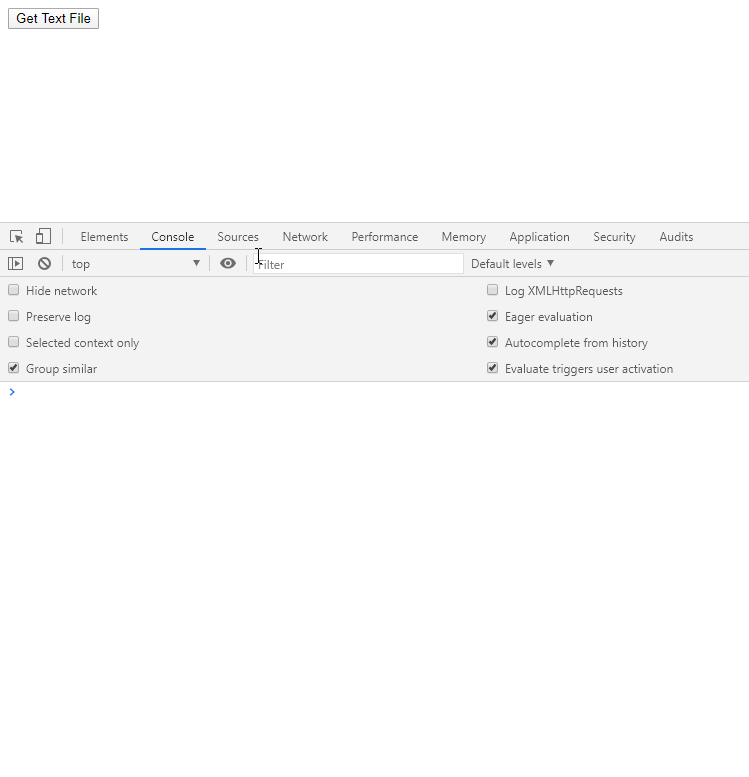 Get Text File
Elements Console Sources Network Performance Memory Application Security Audits
top Filter Default levels
Hide network Log XMLHttpRequests
Preserve log Eager evaluation
Selected context only Autocomplete from history
Group similar Evaluate triggers user activation